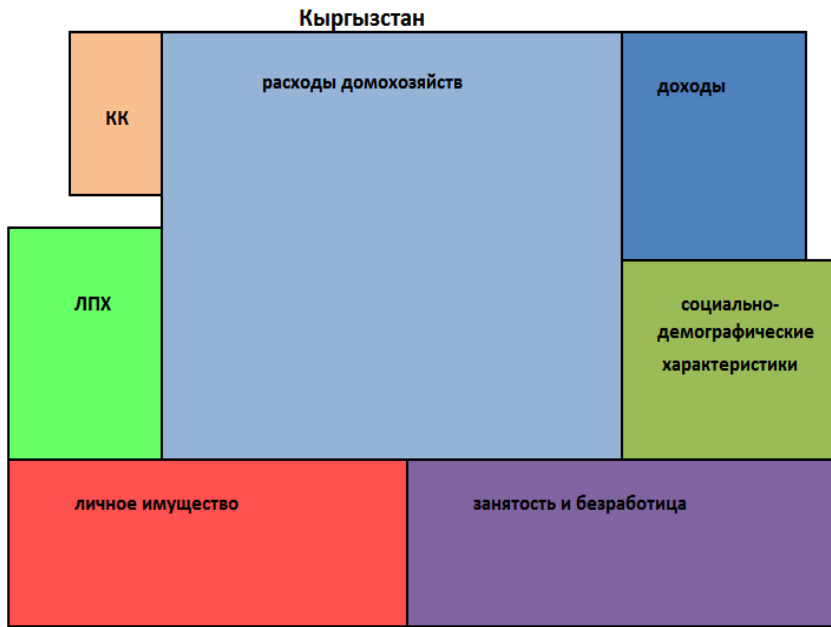 Кыргызстан
расходы домохозяйств
доходы
КК
ЛПХ
социально-
демографические
характеристики
личное имущество
занятость и безработица